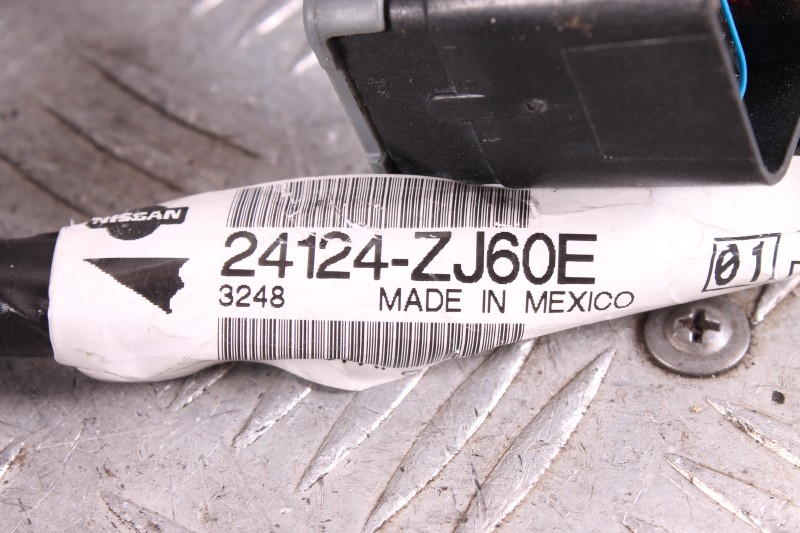 NISSAN
24124-ZJ60E
01
3248 MADE IN MEXICO